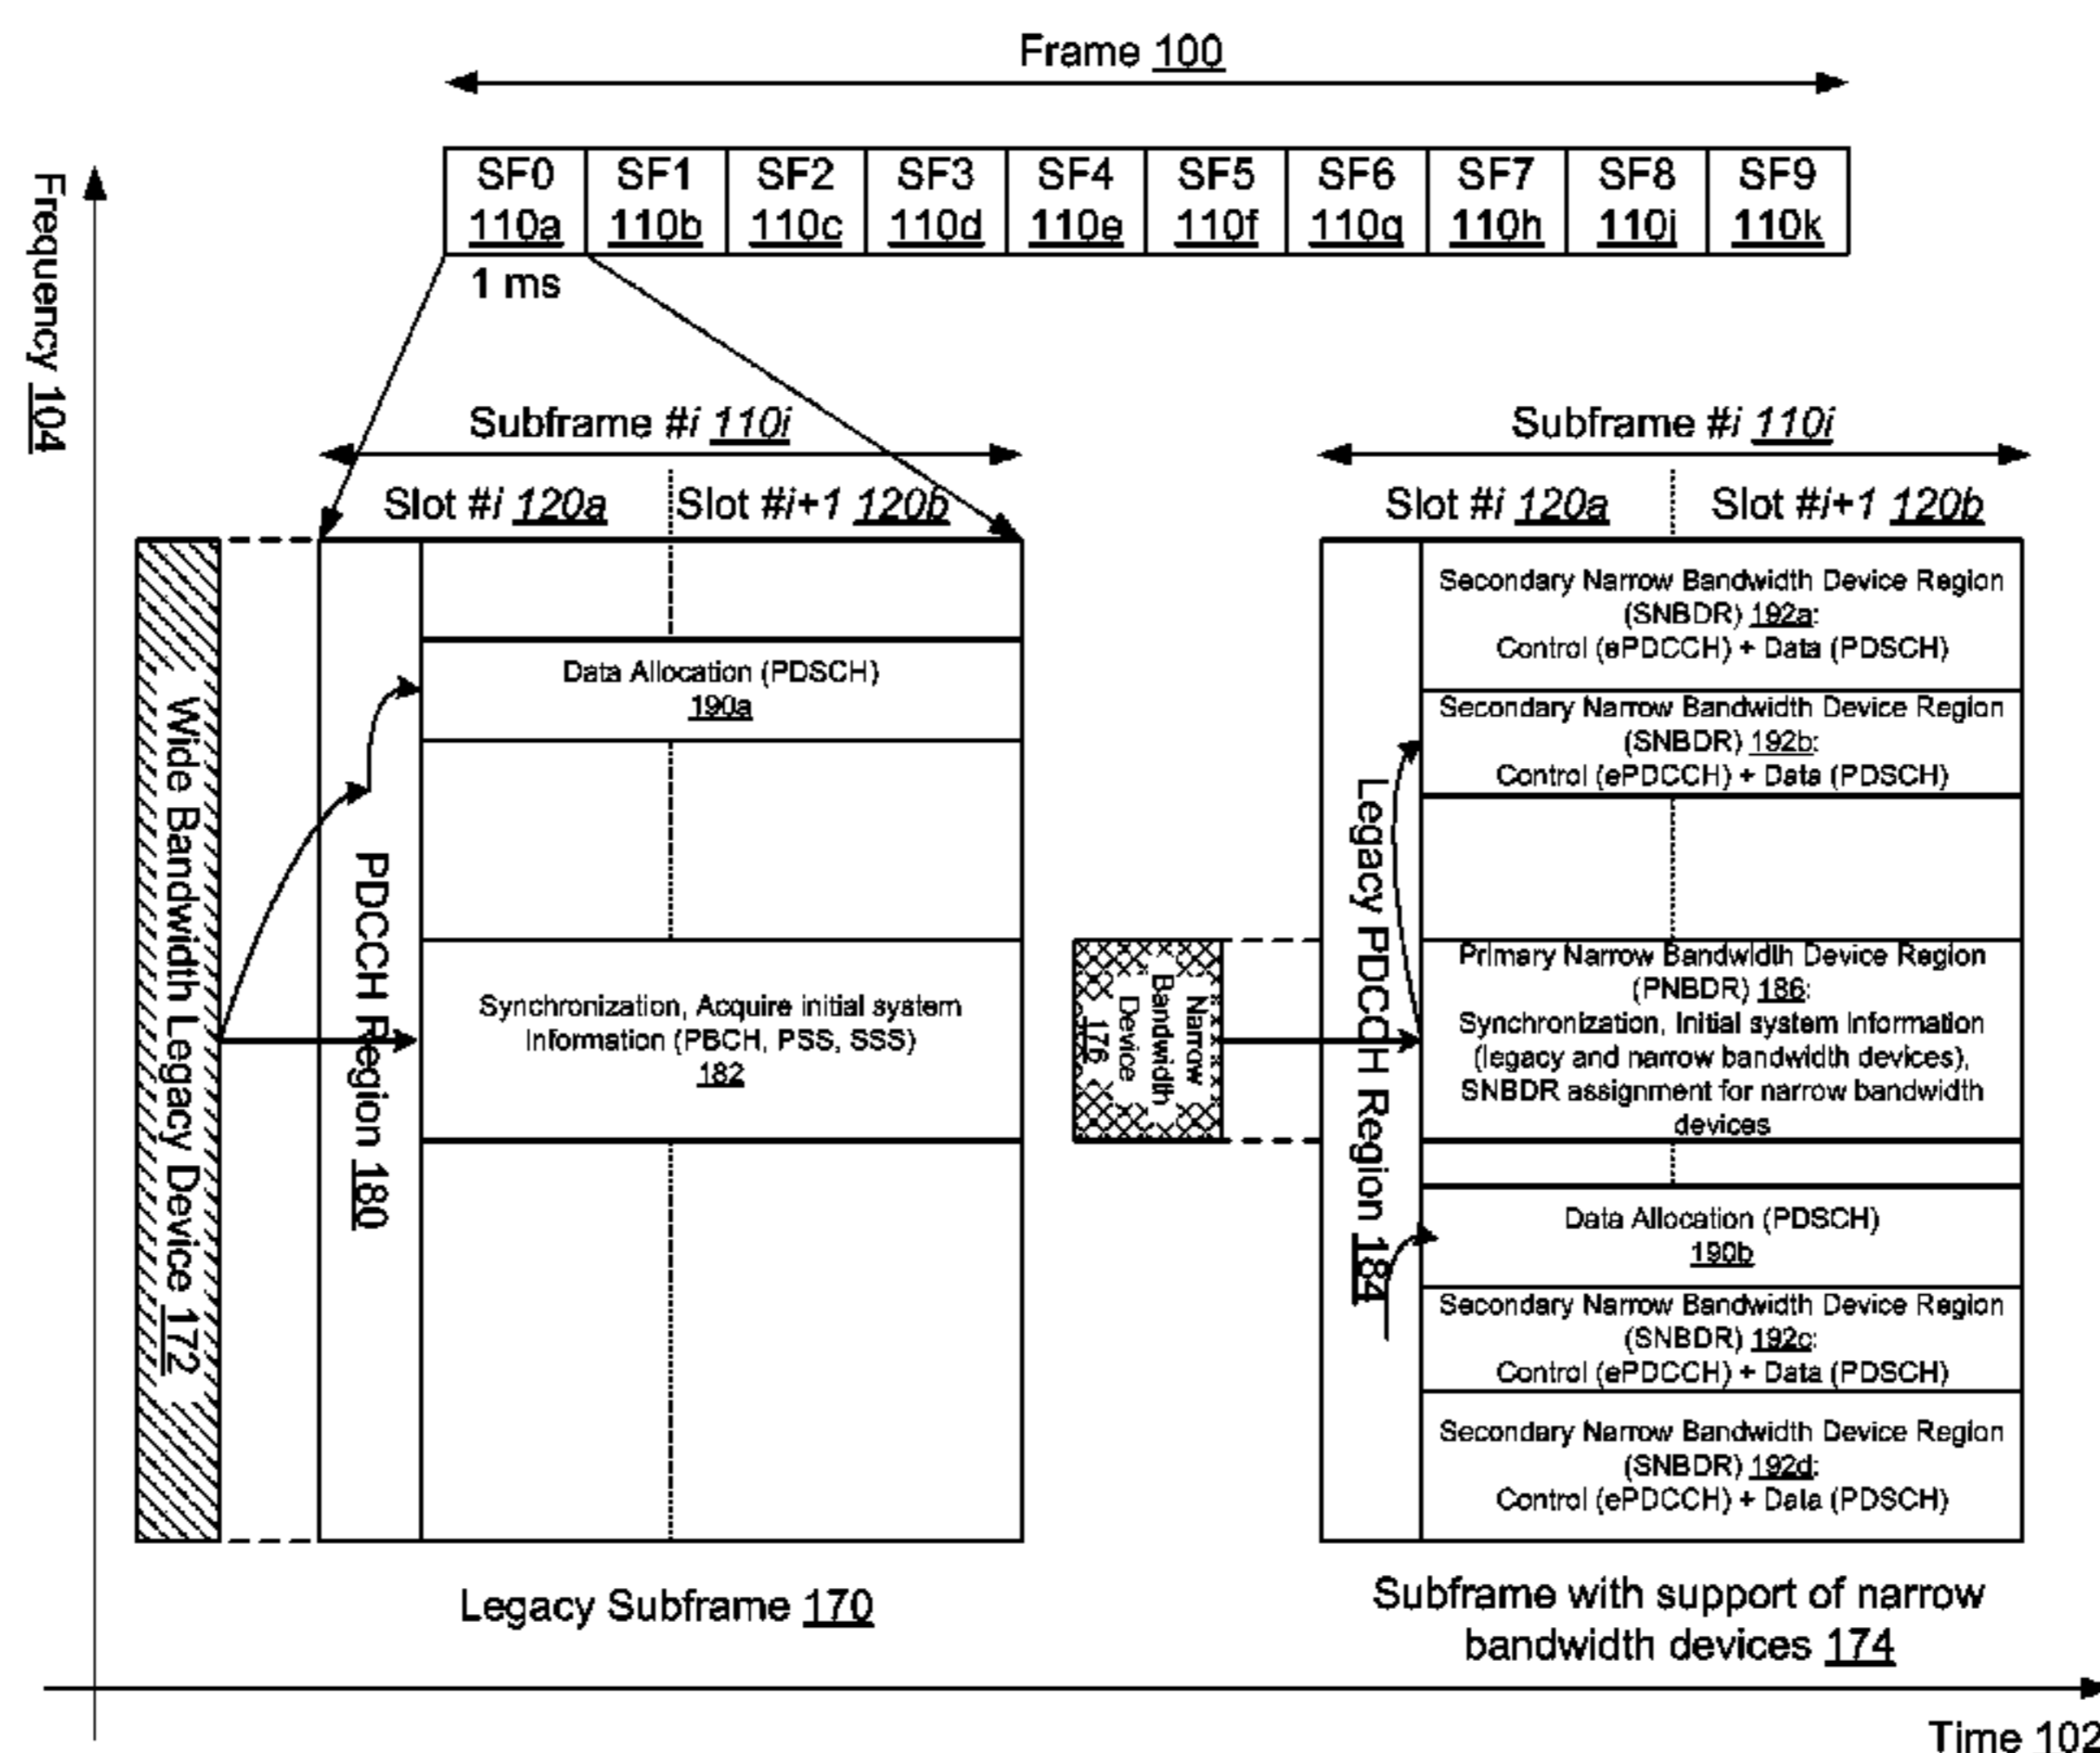 Frame 100
SF0 SF1 SF2 SF3 SF4 SF5 SF6 SF7 SF8 SF9
110a 110b 110c 110d 110e 110f 110g 110h 110j 110k
1 ms
Frequency 104
Subframe #i 110i
Slot #i 120a Slot #i+1 120b
Wide Bandwidth Legacy Device 172
PDCCH Region 180
Data Allocation (PDSCH)
190a
Synchronization, Acquire initial system
Information (PBCH, PSS, SSS)
182
Legacy Subframe 170
Subframe #i 110i
Slot #i 120a Slot #i+1 120b
Narrow
Bandwidth
Device
176
Legacy PDCCH Region 184
Secondary Narrow Bandwidth Device Region
(SNBDR) 192a:
Control (ePDCCH) + Data (PDSCH)
Secondary Narrow Bandwidth Device Region
(SNBDR) 192b:
Control (ePDCCH) + Data (PDSCH)
Primary Narrow Bandwidth Device Region
(PNBDR) 186:
Synchronization, Initial system Information
(legacy and narrow bandwidth devices),
SNBDR assignment for narrow bandwidth
devices
Data Allocation (PDSCH)
190b
Secondary Narrow Bandwidth Device Region
(SNBDR) 192c:
Control (ePDCCH) + Data (PDSCH)
Secondary Narrow Bandwidth Device Region
(SNBDR) 192d:
Control (ePDCCH) + Data (PDSCH)
Subframe with support of narrow
bandwidth devices 174
Time 102